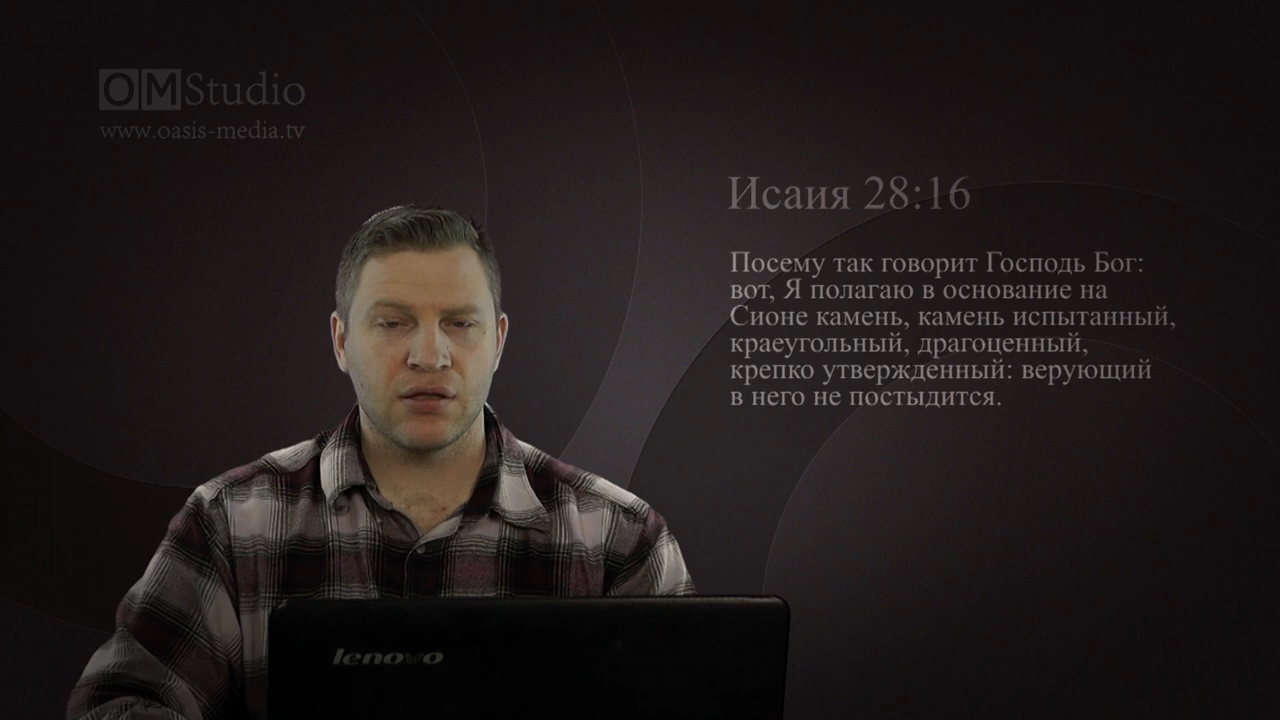 OMStudio
www.oasis-media.tv
Исаия 28:16
Посему так говорит Господь Бог:
вот, Я полагаю в основание на
Сионе камень, камень испытанный,
краеугольный, драгоценный,
крепко утвержденный: верующий
в него не постыдится.
lenovo